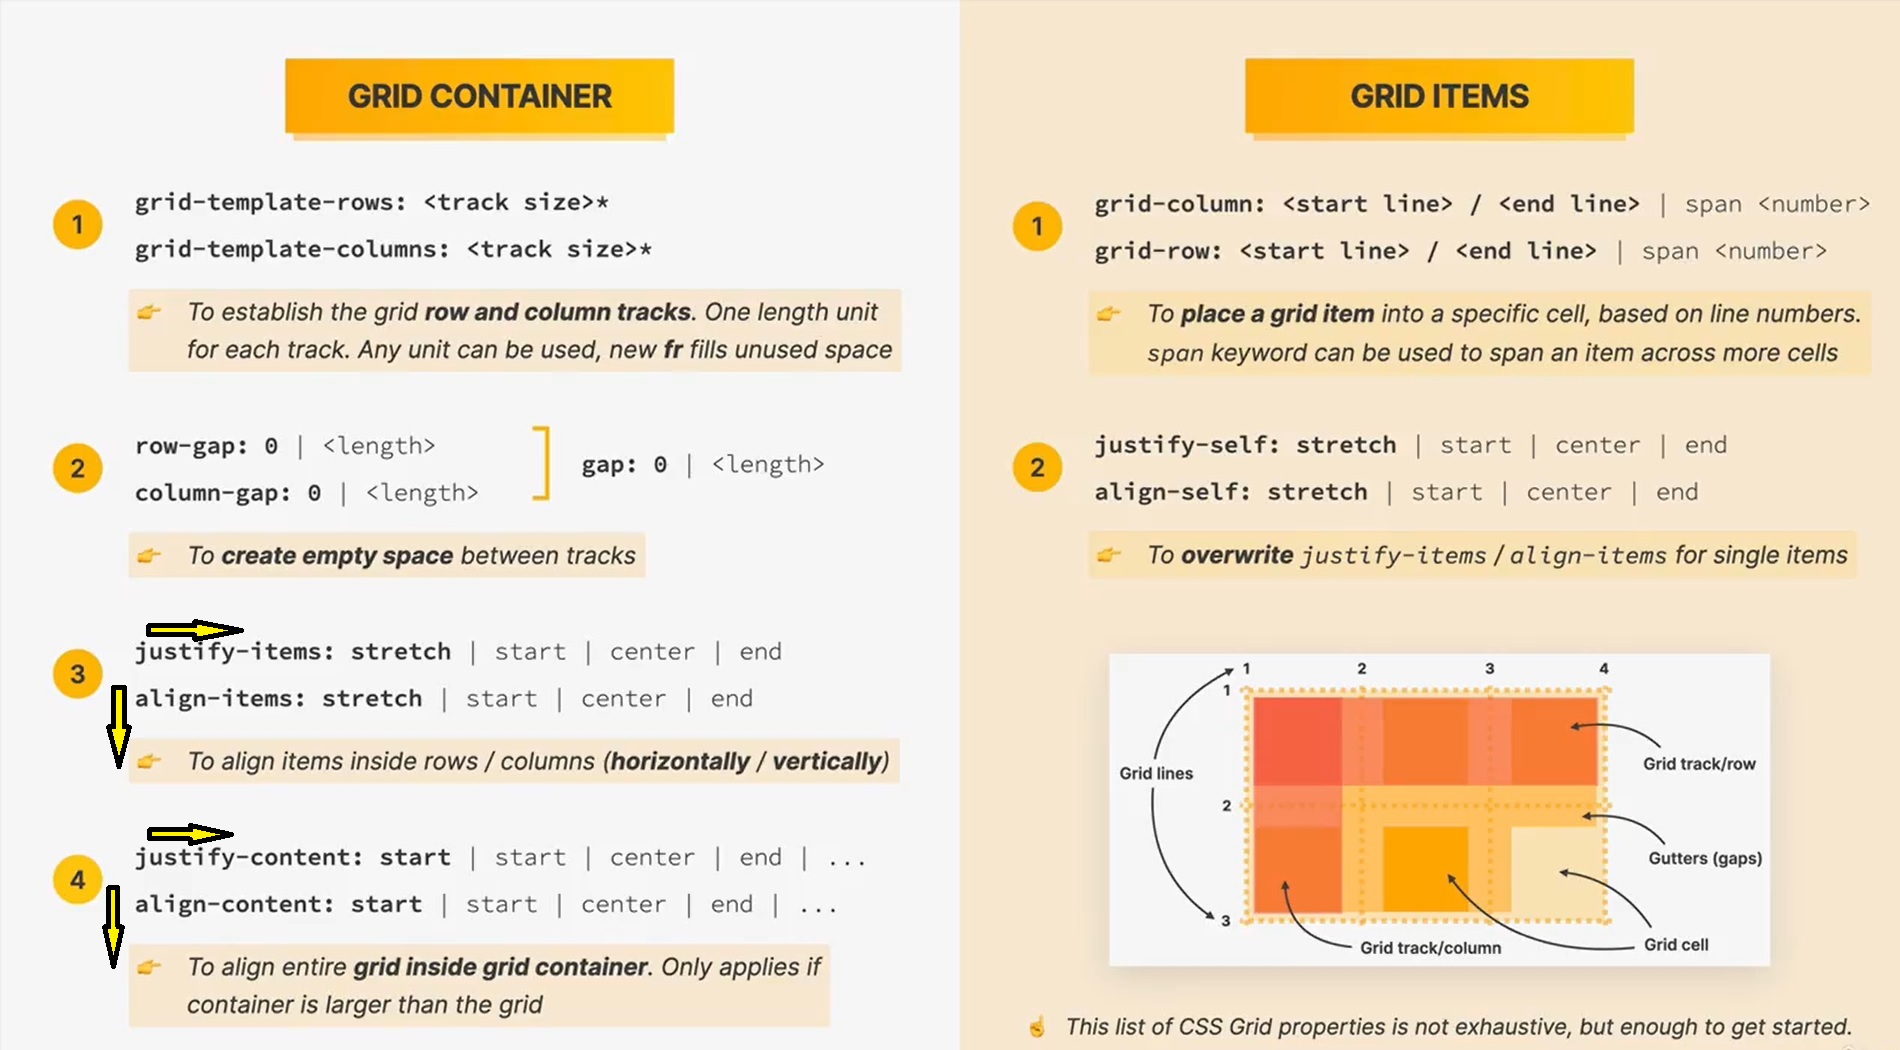 GRID CONTAINER
1
grid-template-rows: <track size>*
grid-template-columns: <track size>*
To establish the grid row and column tracks. One length unit
for each track. Any unit can be used, new fr fills unused space
2
row-gap: 0 | <length>
column-gap: 0 | <length>
gap: 0 | <length>
To create empty space between tracks
3
justify-items: stretch | start | center | end
align-items: stretch | start | center | end
To align items inside rows / columns (horizontally / vertically)
4
justify-content: start | start | center | end | ...
align-content: start | start | center | end | ...
To align entire grid inside grid container. Only applies if
container is larger than the grid
GRID ITEMS
1
grid-column: <start line> / <end line> | span <number>
grid-row: <start line> / <end line> | span <number>
To place a grid item into a specific cell, based on line numbers.
span keyword can be used to span an item across more cells
2
justify-self: stretch | start | center | end
align-self: stretch | start | center | end
To overwrite justify-items / align-items for single items
1 2 3 4
1
Grid track/row
Grid lines
2
Gutters (gaps)
3
Grid track/column
Grid cell
This list of CSS Grid properties is not exhaustive, but enough to get started.